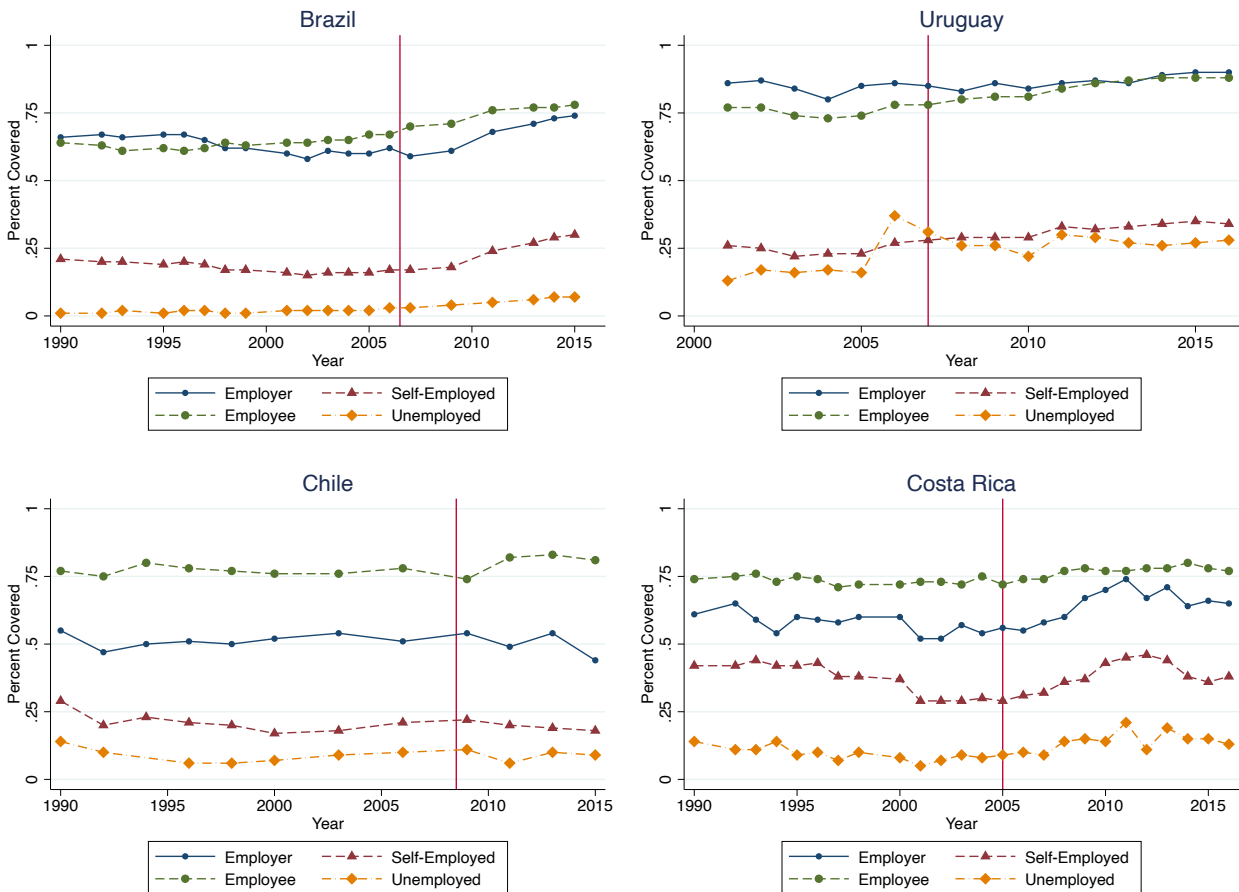 Brazil
Percent Covered
0 .25 .5 .75 1
1990 1995 2000 2005 2010 2015
Year
Employer Self-Employed
Employee Unemployed
Uruguay
Percent Covered
0 .25 .5 .75 1
2000 2005 2010 2015
Year
Employer Self-Employed
Employee Unemployed
Chile
Percent Covered
0 .25 .5 .75 1
1990 1995 2000 2005 2010 2015
Year
Employer Self-Employed
Employee Unemployed
Costa Rica
Percent Covered
0 .25 .5 .75 1
1990 1995 2000 2005 2010 2015
Year
Employer Self-Employed
Employee Unemployed